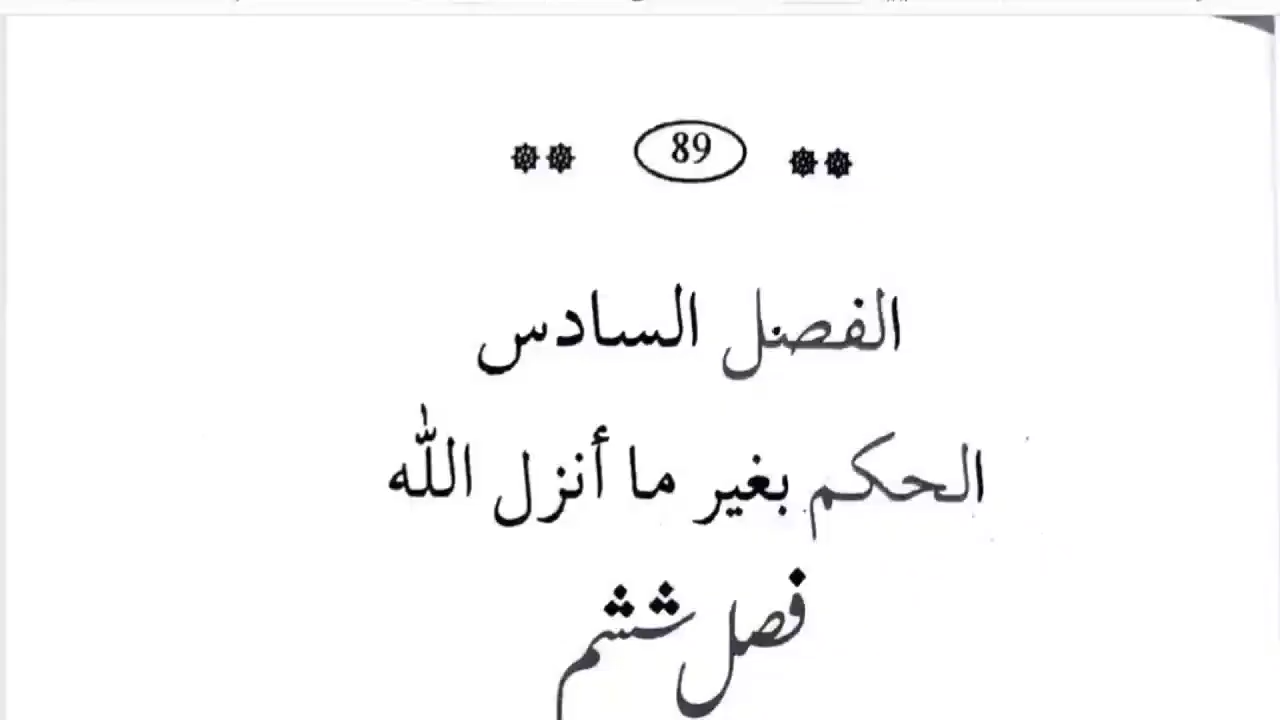 89
الفصل السادس
الحكم بغير ما أنزل الله
فصل ششم